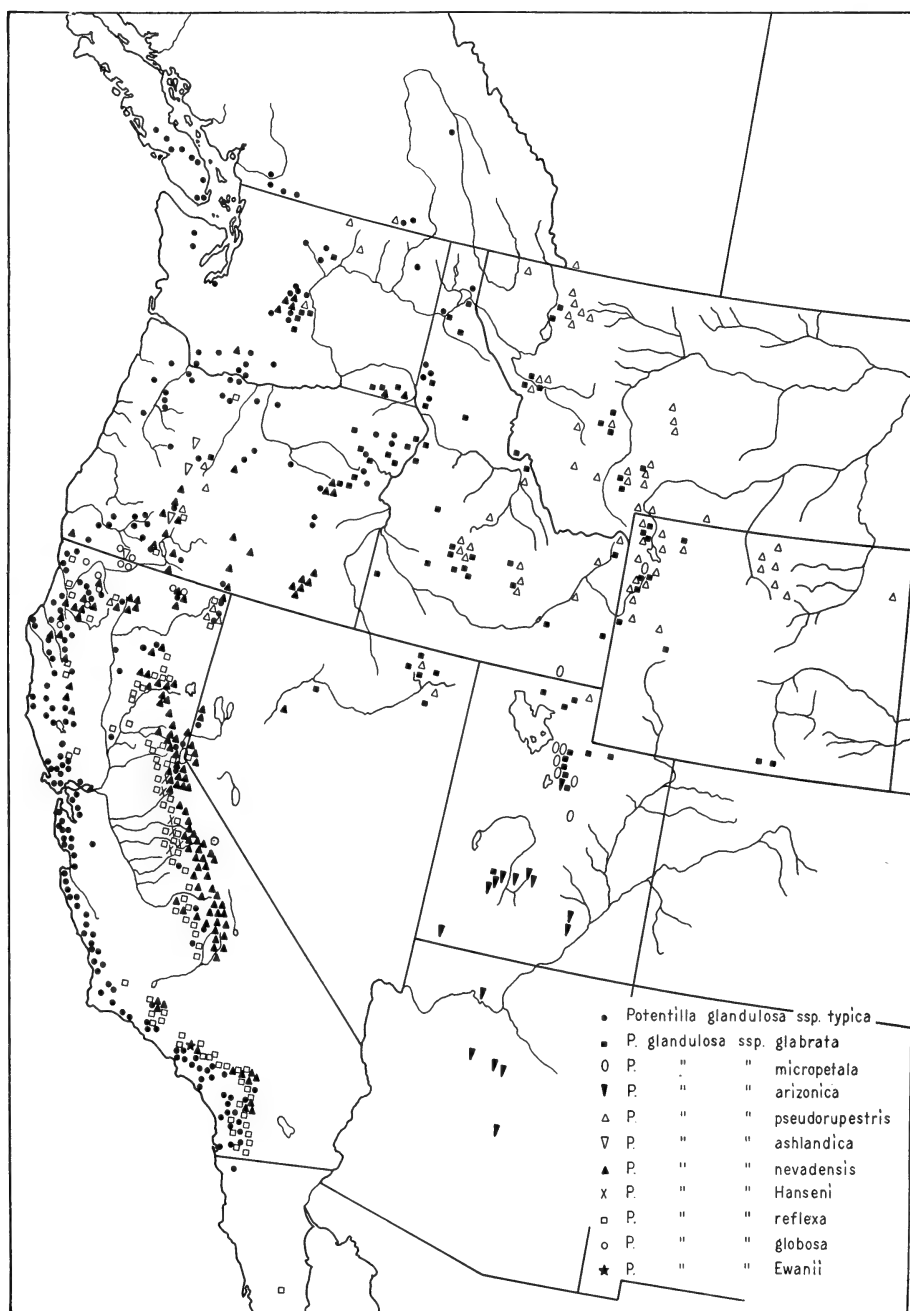 Potentilla glandulosa ssp. typica
P. glandulosa ssp. glabrata
P. " " micropetala
P. " " arizonica
P. " " pseudorupestris
P. " " ashlandica
P. " " nevadensis
P. " " Hanseni
P. " " reflexa
P. " " globosa
P. " " Ewanii